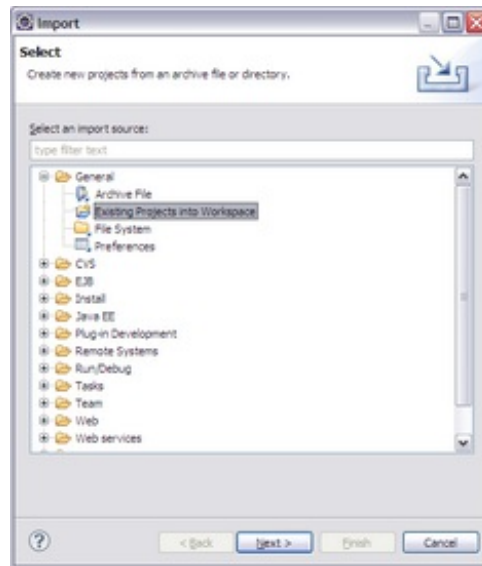 Import
Select
Create new projects from an archive file or directory.
Select an import source:
type filter text
General
Archive File
Existing Projects into Workspace
File System
Preferences
CVS
EJB
Install
Java EE
Plug-in Development
Remote Systems
Run/Debug
Tasks
Team
Web
Web services
?
< Back Next > Finish Cancel